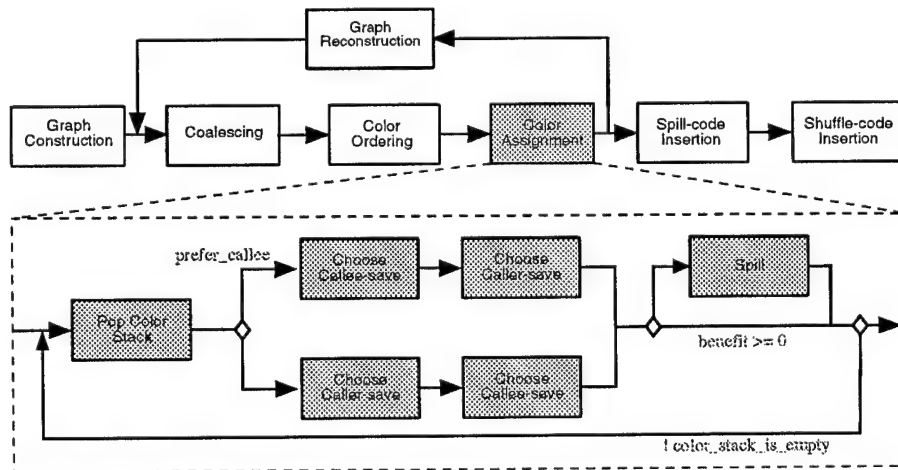 Graph
Reconstruction
Graph
Construction
Coalescing
Color
Ordering
Color
Assignment
Spill-code
Insertion
Shuffle-code
Insertion
prefer_callee
Choose
Callee-save
Choose
Caller-save
Spill
Pop Color
Stack
benefit >= 0
Choose
Caller-save
Choose
Callee-save
! color_stack_is_empty